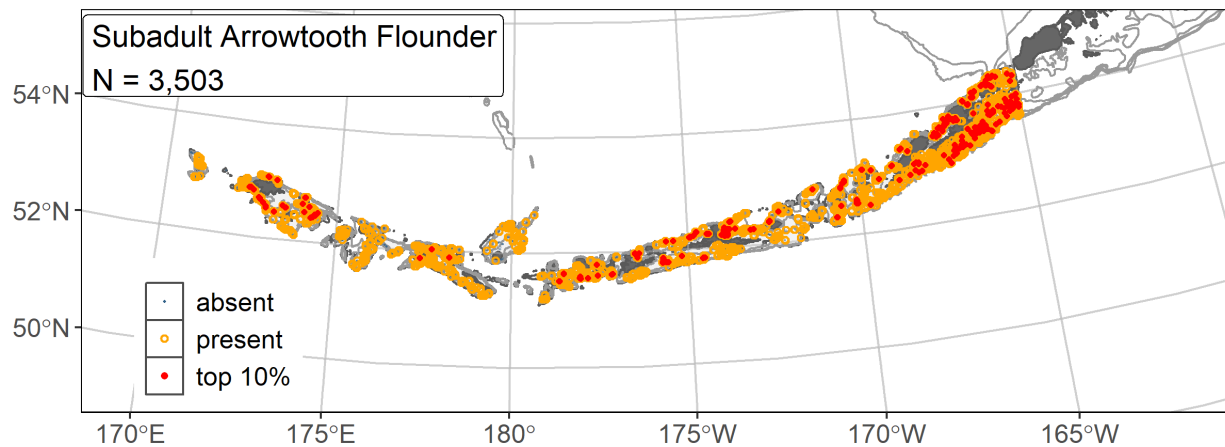 Subadult Arrowtooth Flounder
N = 3,503
54°N
52°N
50°N
absent
present
top 10%
170°E 175°E 180° 175°W 170°W 165°W